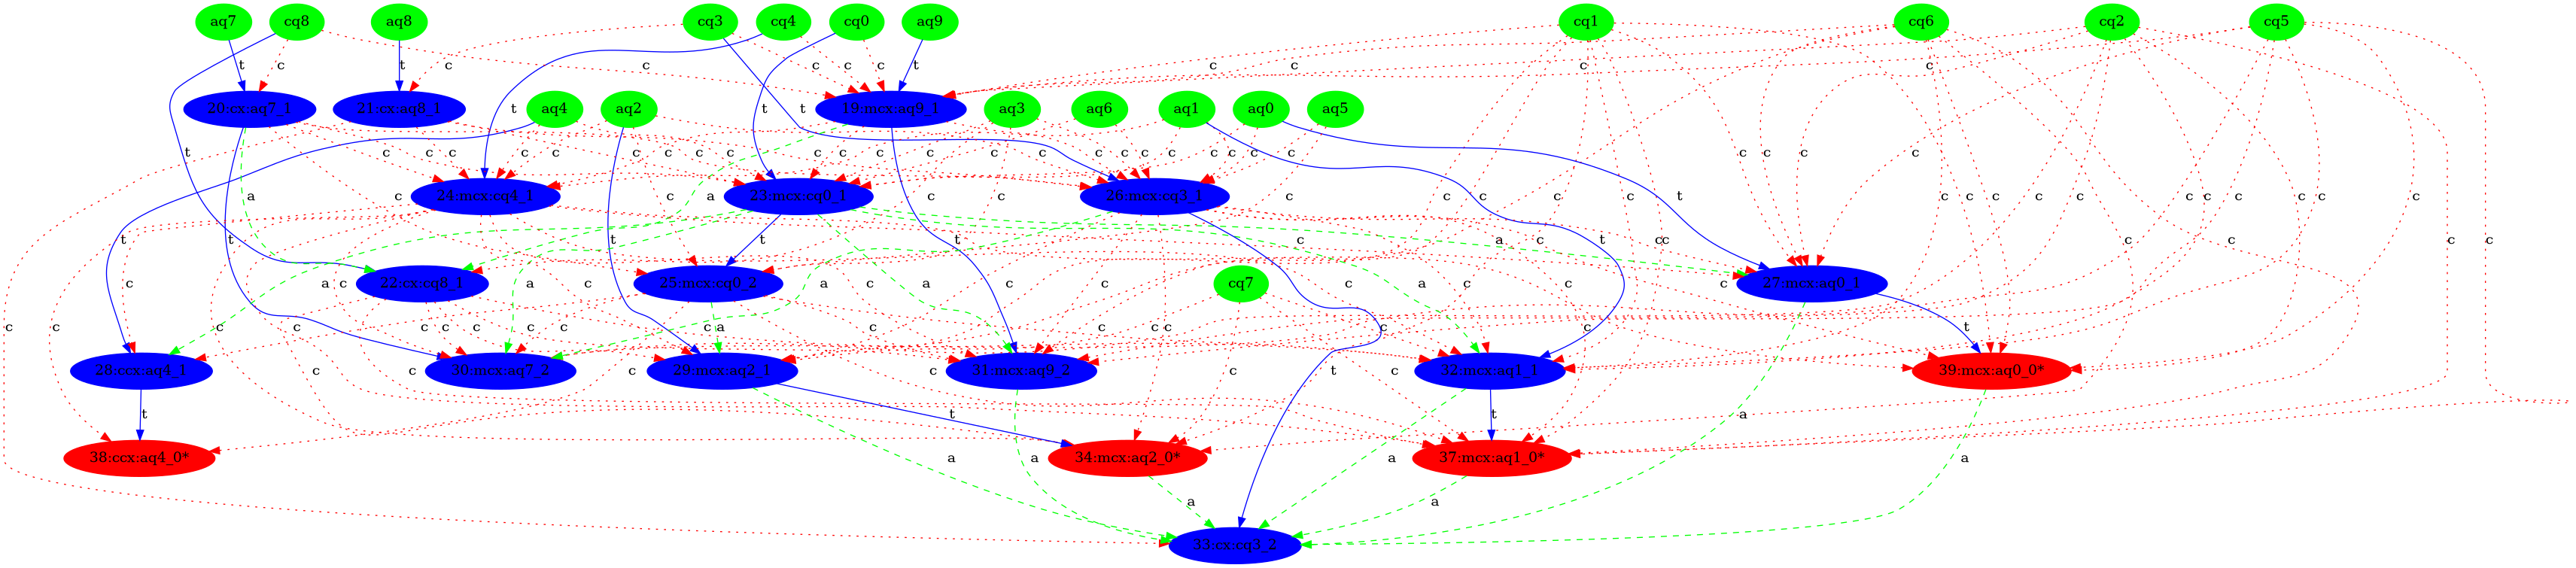 aq7 cq8 aq8 cq3 cq4 cq0 aq9 cq1 cq6 cq2 cq5
t c t c c c c t c c c
c
20:cx:aq7_1 21:cx:aq8_1 19:mcx:aq9_1
aq4 aq2 aq3 aq6 aq1 aq0 aq5
t t t
t c c c c c c c c c c c c c c c c c c c c
24:mcx:cq4_1 23:mcx:cq0_1 26:mcx:cq3_1
a c c a c c c c c c t c c c c c c c c c
t t t c a c c c t c c c c
22:cx:cq8_1 25:mcx:cq0_2 cq7 27:mcx:aq0_1
c a c a c c a a c c c a c c
c c c c c a c c c c c t
28:ccx:aq4_1 30:mcx:aq7_2 29:mcx:aq2_1 31:mcx:aq9_2 32:mcx:aq1_1 39:mcx:aq0_0*
t c c c t c c t c t a
38:ccx:aq4_0* 34:mcx:aq2_0* 37:mcx:aq1_0*
a a a a a a
33:cx:cq3_2